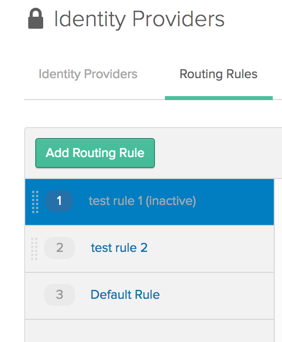 Identity Providers
Identity Providers Routing Rules
Add Routing Rule
1 test rule 1 (inactive)
2 test rule 2
3 Default Rule